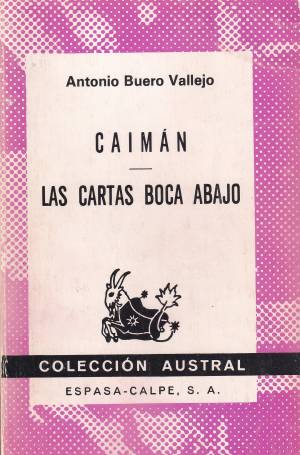 Antonio Buero Vallejo
CAIMÁN
LAS CARTAS BOCA ABAJO
COLECCIÓN AUSTRAL
ESPASA-CALPE, S. A.